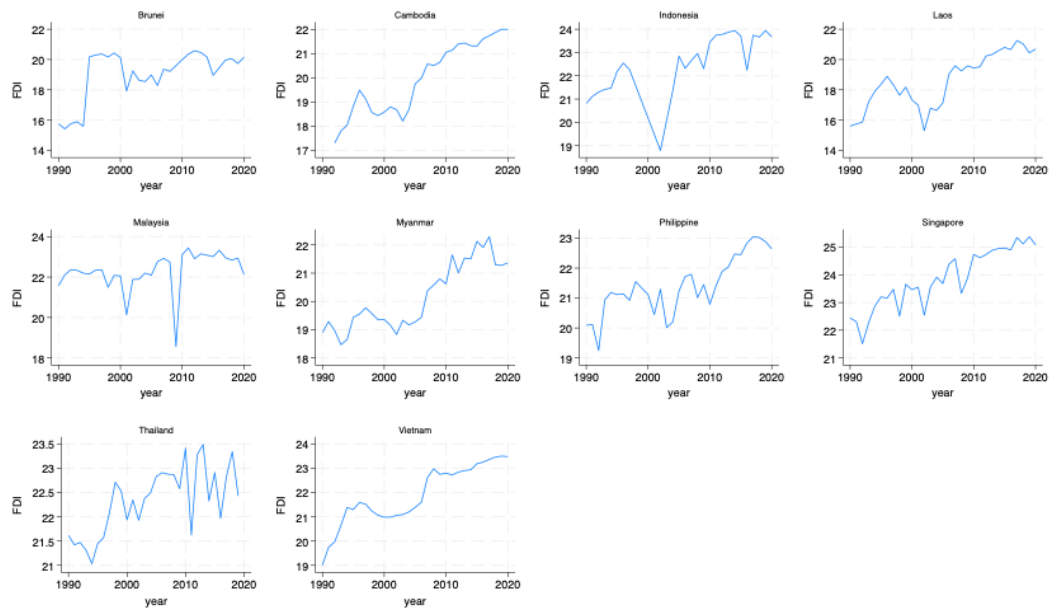 Brunei
FDI
22
20
18
16
14
1990 2000 2010 2020
year
Cambodia
FDI
22
21
20
19
18
17
1990 2000 2010 2020
year
Indonesia
FDI
24
23
22
21
20
19
1990 2000 2010 2020
year
Laos
FDI
22
20
18
16
14
1990 2000 2010 2020
year
Malaysia
FDI
24
22
20
18
1990 2000 2010 2020
year
Myanmar
FDI
22
21
20
19
18
1990 2000 2010 2020
year
Philippine
FDI
23
22
21
20
19
1990 2000 2010 2020
year
Singapore
FDI
25
24
23
22
21
1990 2000 2010 2020
year
Thailand
FDI
23.5
23
22.5
22
21.5
21
1990 2000 2010 2020
year
Vietnam
FDI
24
23
22
21
20
19
1990 2000 2010 2020
year